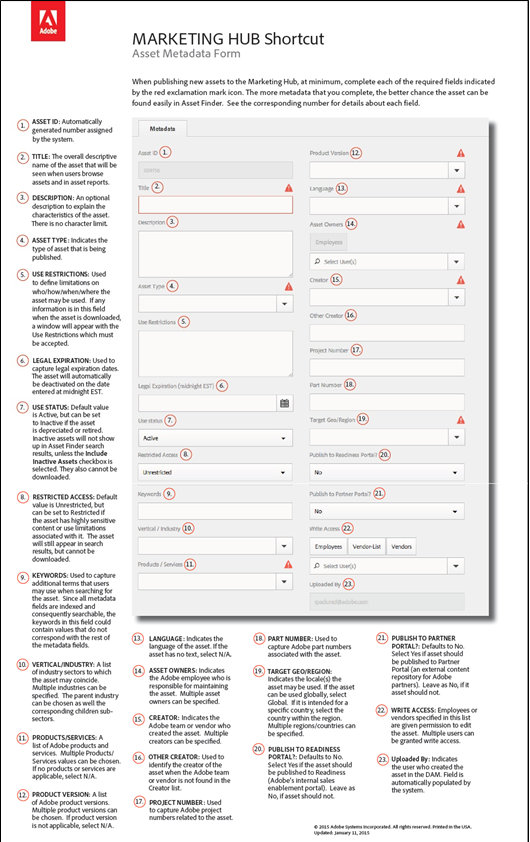 Adobe
MARKETING HUB Shortcut
Asset Metadata Form
When publishing new assets to the Marketing Hub, at minimum, complete each of the required fields indicated
by the red exclamation mark icon. The more metadata that you complete, the better chance the asset can be
found easily in Asset Finder. See the corresponding number for details about each field.
1. ASSET ID: Automatically
generated number assigned
by the system.
2. TITLE: The overall descriptive
name of the asset that will be
seen when users browse
assets and in asset reports.
3. DESCRIPTION: An optional
description to explain the
characteristics of the asset.
There is no character limit.
4. ASSET TYPE: Indicates the
type of asset that is being
published.
5. USE RESTRICTIONS: Used
to define limitations on
who/how/when/where the
asset may be used. If any
information is in this field
when the asset is downloaded,
a window will appear with the
Use Restrictions which must
be accepted.
6. LEGAL EXPIRATION: Used to
capture legal expiration dates.
The asset will automatically
be deactivated on the date
entered at midnight EST.
7. USE STATUS: Default value
is Active, but can be set
to Inactive if the asset
is depreciated or retired.
Inactive assets will not show
up in Asset Finder search
results, unless the Include
Inactive Assets checkbox is
selected. They also cannot be
downloaded.
8. RESTRICTED ACCESS: Default
value is Unrestricted, but
can be set to Restricted if
the asset has highly sensitive
content or use limitations
associated with it. The asset
will still appear in search
results, but cannot be
downloaded.
9. KEYWORDS: Used to capture
additional terms that users
may use when searching for
the asset. Since all metadata
fields are indexed and
consequently searchable, the
keywords in this field could
contain values that do not
correspond with the rest of
the metadata fields.
10. VERTICAL/INDUSTRY: A list
of industry sectors to which
the asset may coincide.
Multiple industries can be
specified. The parent industry
can be chosen as well the
corresponding children sub-
sectors.
11. PRODUCTS/SERVICES: A
list of Adobe products and
services. Multiple Products/
Services values can be chosen.
If no products or services are
applicable, select N/A.
12. PRODUCT VERSION: A list
of Adobe product versions.
Multiple product versions can
be chosen. If product version
is not applicable, select N/A.
Metadata
Asset ID 1.
Title 2.
Description 3.
Asset type 4.
Use Restrictions 5.
Legal Expiration (midnight EST) 6.
Use status 7.
Active
Restricted Access 8.
Unrestricted
Keywords 9.
Vertical / Industry 10.
Products / Services 11.
Product Version 12.
Language 13.
Asset Owners 14.
Employees
Select User(s)
Creator 15.
Other Creator 16.
Project Number 17.
Part Number 18.
Target Geo/Region 19.
Publish to Readiness Portal? 20.
No
Publish to Partner Portal? 21.
No
Write Access 22.
Employees Vendor-List Vendors
Select User(s)
Uploaded By 23.
13. LANGUAGE: Indicates the
language of the asset. If the
asset has no text, select N/A.
14. ASSET OWNERS: Indicates
the Adobe employee who is
responsible for maintaining
the asset. Multiple asset
owners can be specified.
15. CREATOR: Indicates the
Adobe team or vendor who
created the asset. Multiple
creators can be specified.
16. OTHER CREATOR: Used to
identify the creator of the
asset when the Adobe team
or vendor is not found in the
Creator list.
17. PROJECT NUMBER: Used
to capture Adobe project
numbers related to the asset.
18. PART NUMBER: Used to
capture Adobe part numbers
associated with the asset.
19. TARGET GEO/REGION:
Indicates the locale(s) the
asset may be used. If the asset
can be used globally, select
Global. If it is intended for a
specific country, select the
country within the region.
Multiple regions/countries can
be specified.
20. PUBLISH TO READINESS
PORTAL?: Defaults to No.
Select Yes if the asset should
be published to Readiness
(Adobe's internal sales
enablement portal). Leave as
No, if asset should not.
21. PUBLISH TO PARTNER
PORTAL?: Defaults to No.
Select Yes if asset should
be published to Partner
Portal (an external content
repository for Adobe
partners). Leave as No, if it
asset should not.
22. WRITE ACCESS: Employees or
vendors specified in this list
are given permission to edit
the asset. Multiple users can
be granted write access.
23. Uploaded By: Indicates
the user who created the
asset in the DAM. Field is
automatically populated by
the system.
© 2015 Adobe Systems Incorporated. All rights reserved. Printed in the USA.
Updated: January 11, 2015